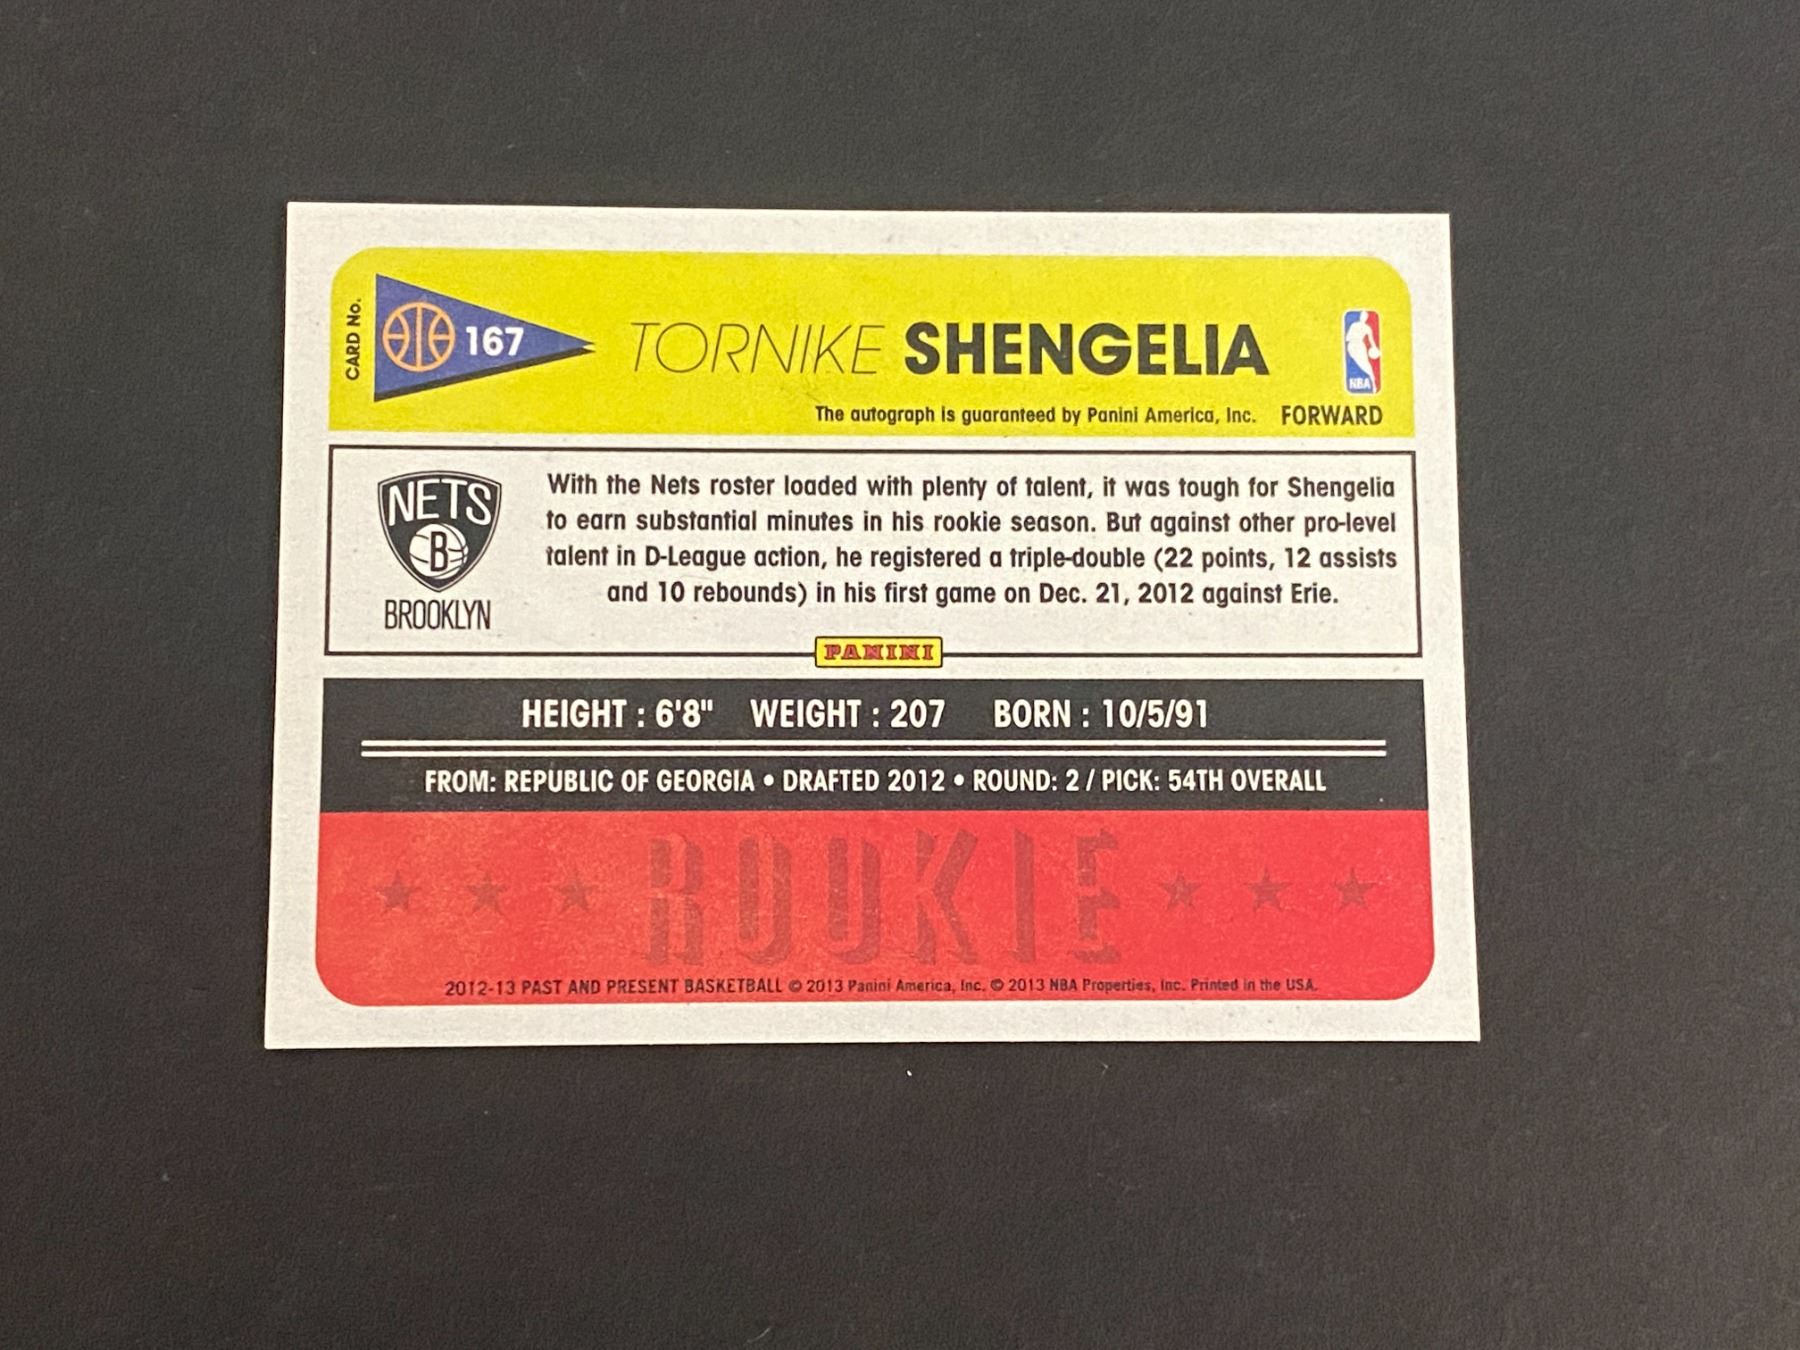 CARD No.
167
TORNIKE SHENGELIA
NBA
The autograph is guaranteed by Panini America, Inc. FORWARD
NETS
B
BROOKLYN
With the Nets roster loaded with plenty of talent, it was tough for Shengelia
to earn substantial minutes in his rookie season. But against other pro-level
talent in D-League action, he registered a triple-double (22 points, 12 assists
and 10 rebounds) in his first game on Dec. 21, 2012 against Erie.
PANINI
HEIGHT : 6'8" WEIGHT : 207 BORN : 10/5/91
FROM: REPUBLIC OF GEORGIA • DRAFTED 2012 • ROUND: 2 / PICK: 54TH OVERALL
ROOKIE
2012-13 PAST AND PRESENT BASKETBALL © 2013 Panini America, Inc. © 2013 NBA Properties, Inc. Printed in the USA.